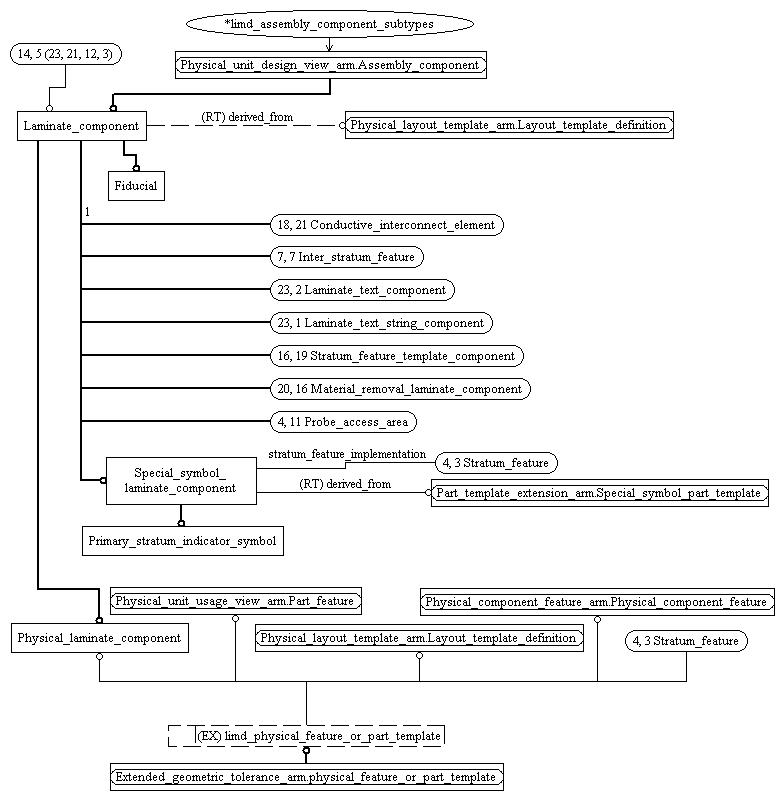 *limd_assembly_component_subtypes
14, 5 (23, 21, 12, 3)
Physical_unit_design_view_arm.Assembly_component
Laminate_component
(RT) derived_from
Physical_layout_template_arm.Layout_template_definition
Fiducial
1
18, 21 Conductive_interconnect_element
7, 7 Inter_stratum_feature
23, 2 Laminate_text_component
23, 1 Laminate_text_string_component
16, 19 Stratum_feature_template_component
20, 16 Material_removal_laminate_component
4, 11 Probe_access_area
Special_symbol_
laminate_component
stratum_feature_implementation
4, 3 Stratum_feature
(RT) derived_from
Part_template_extension_arm.Special_symbol_part_template
Primary_stratum_indicator_symbol
Physical_unit_usage_view_arm.Part_feature
Physical_component_feature_arm.Physical_component_feature
Physical_laminate_component
Physical_layout_template_arm.Layout_template_definition
4, 3 Stratum_feature
(EX) limd_physical_feature_or_part_template
Extended_geometric_tolerance_arm.physical_feature_or_part_template